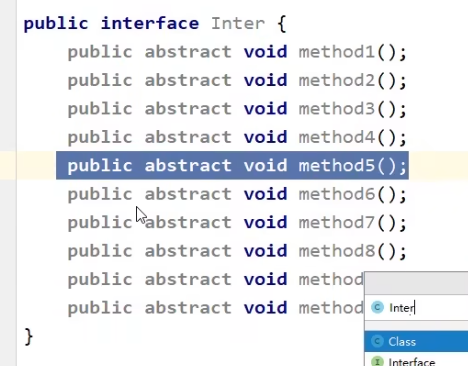 public interface Inter {
public abstract void method1();
public abstract void method2();
public abstract void method3();
public abstract void method4();
public abstract void method5();
public abstract void method6();
public abstract void method7();
public abstract void method8();
public abstract void method
public abstract void method
}
C Inter
C Class
I Interface